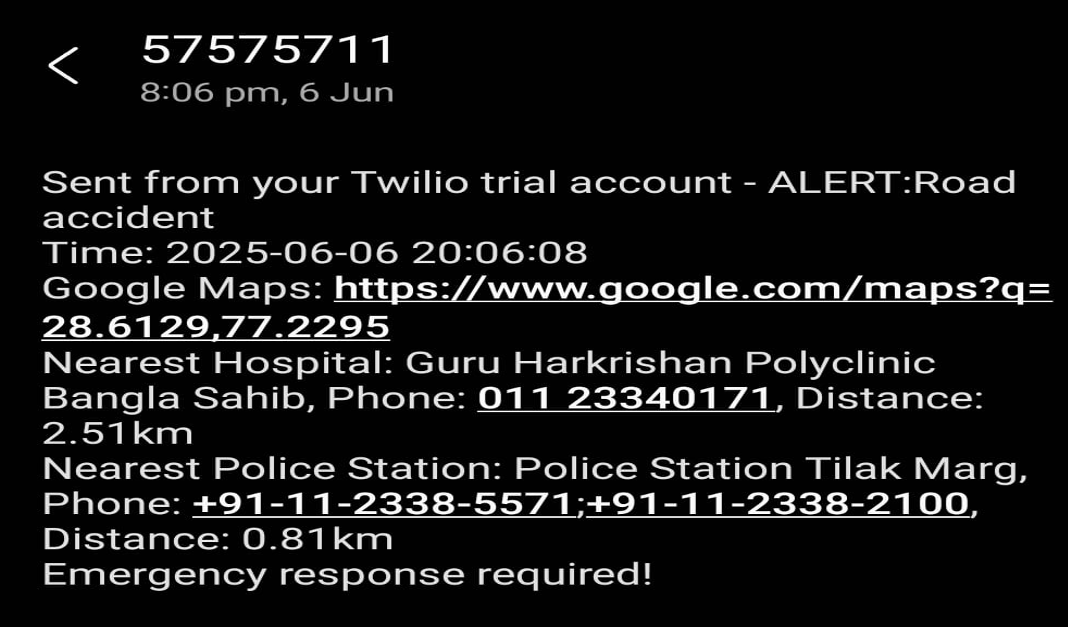 57575711
8:06 pm, 6 Jun
Sent from your Twilio trial account - ALERT:Road
accident
Time: 2025-06-06 20:06:08
Google Maps: https://www.google.com/maps?q=
28.6129,77.2295
Nearest Hospital: Guru Harkrishan Polyclinic
Bangla Sahib, Phone: 011 23340171, Distance:
2.51km
Nearest Police Station: Police Station Tilak Marg,
Phone: +91-11-2338-5571;+91-11-2338-2100,
Distance: 0.81km
Emergency response required!